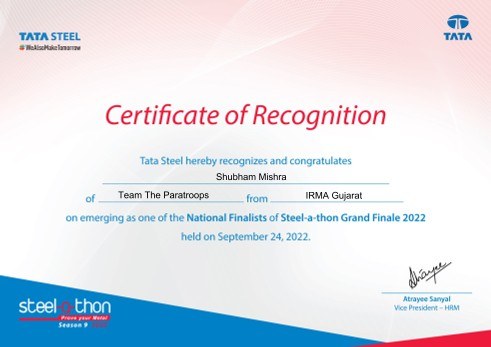 TATA STEEL
#WeAlsoMakeTomorrow
TATA
Certificate of Recognition
Tata Steel hereby recognizes and congratulates
Shubham Mishra
of Team The Paratroops from IRMA Gujarat
on emerging as one of the National Finalists of Steel-a-thon Grand Finale 2022
held on September 24, 2022.
Atrayee
Atrayee Sanyal
Vice President – HRM
steel-a-thon
Prove your Metal
Season 9